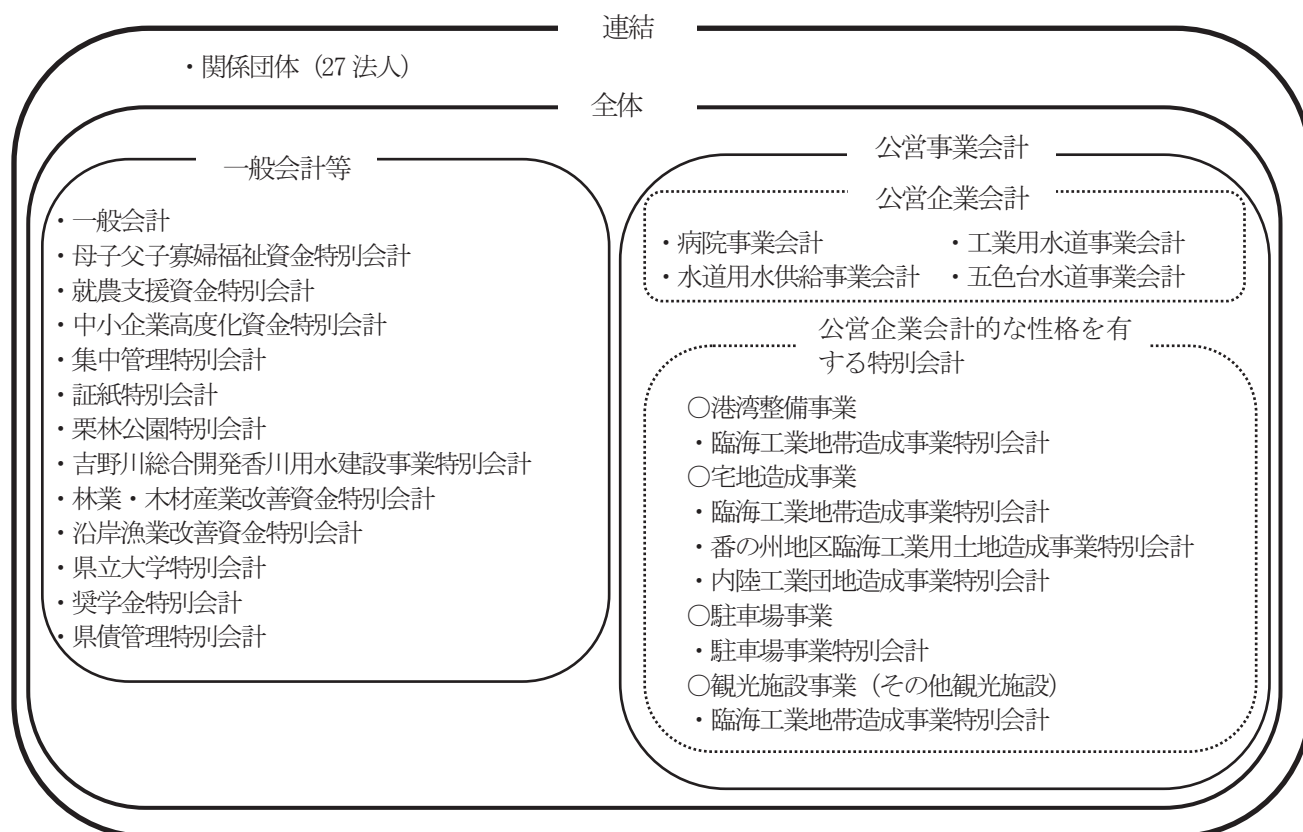 連結
・関係団体（27 法人）
全体
一般会計等
・一般会計
・母子父子寡婦福祉資金特別会計
・就農支援資金特別会計
・中小企業高度化資金特別会計
・集中管理特別会計
・証紙特別会計
・栗林公園特別会計
・吉野川総合開発香川用水建設事業特別会計
・林業・木材産業改善資金特別会計
・沿岸漁業改善資金特別会計
・県立大学特別会計
・奨学金特別会計
・県債管理特別会計
公営事業会計
公営企業会計
・病院事業会計 ・工業用水道事業会計
・水道用水供給事業会計 ・五色台水道事業会計
公営企業会計的な性格を有
する特別会計
○港湾整備事業
・臨海工業地帯造成事業特別会計
○宅地造成事業
・臨海工業地帯造成事業特別会計
・番の州地区臨海工業用土地造成事業特別会計
・内陸工業団地造成事業特別会計
○駐車場事業
・駐車場事業特別会計
○観光施設事業（その他観光施設）
・臨海工業地帯造成事業特別会計